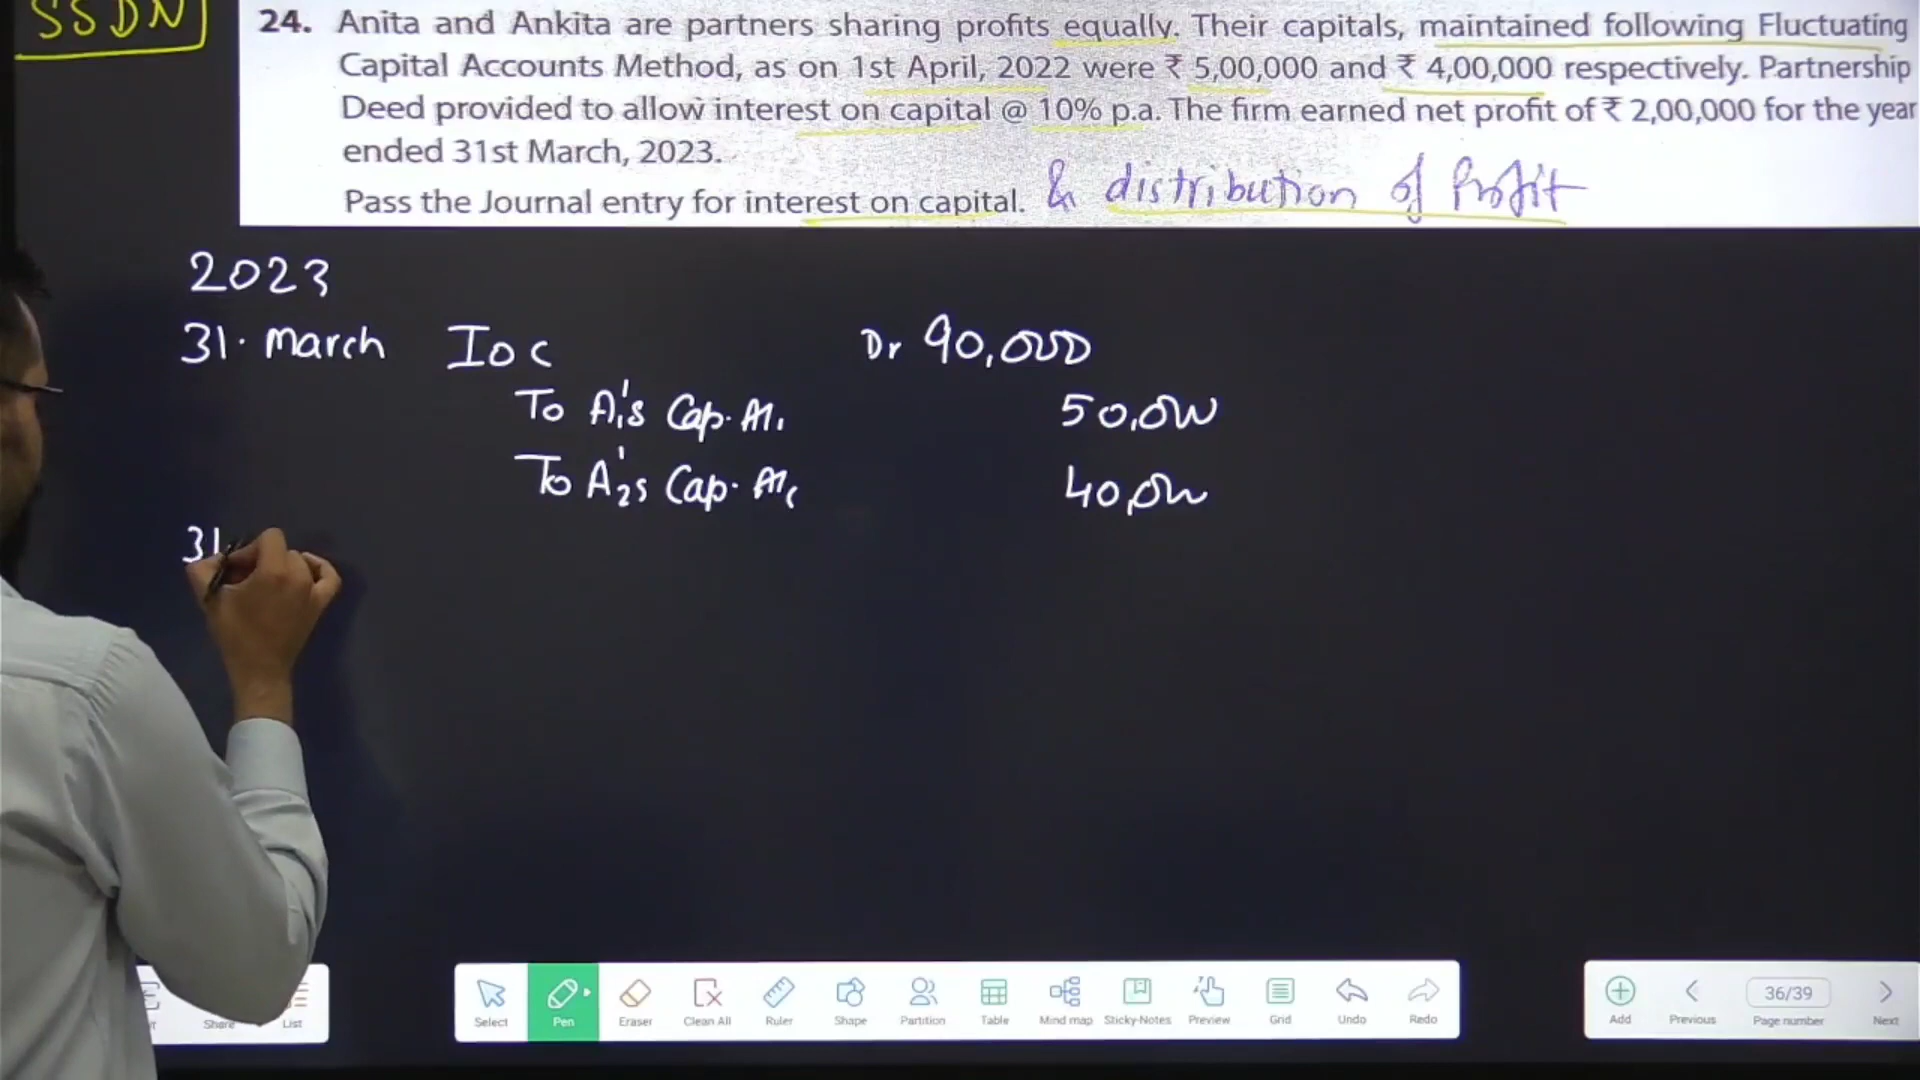 SSDN
24. Anita and Ankita are partners sharing profits equally. Their capitals, maintained following Fluctuating
Capital Accounts Method, as on 1st April, 2022 were ₹ 5,00,000 and ₹ 4,00,000 respectively. Partnership
Deed provided to allow interest on capital @ 10% p.a. The firm earned net profit of ₹ 2,00,000 for the year
ended 31st March, 2023.
Pass the Journal entry for interest on capital. & distribution of Profit
2023
31. March IOC Dr 90,000
To A₁'s Cap. A/c 50,000
To A₂'s Cap. A/c 40,000
31
Share List Select Pen Eraser Clean All Ruler Shape Partition Table Mind map Sticky-Notes Preview Grid Undo Redo Add Previous 36/39 Page number Next